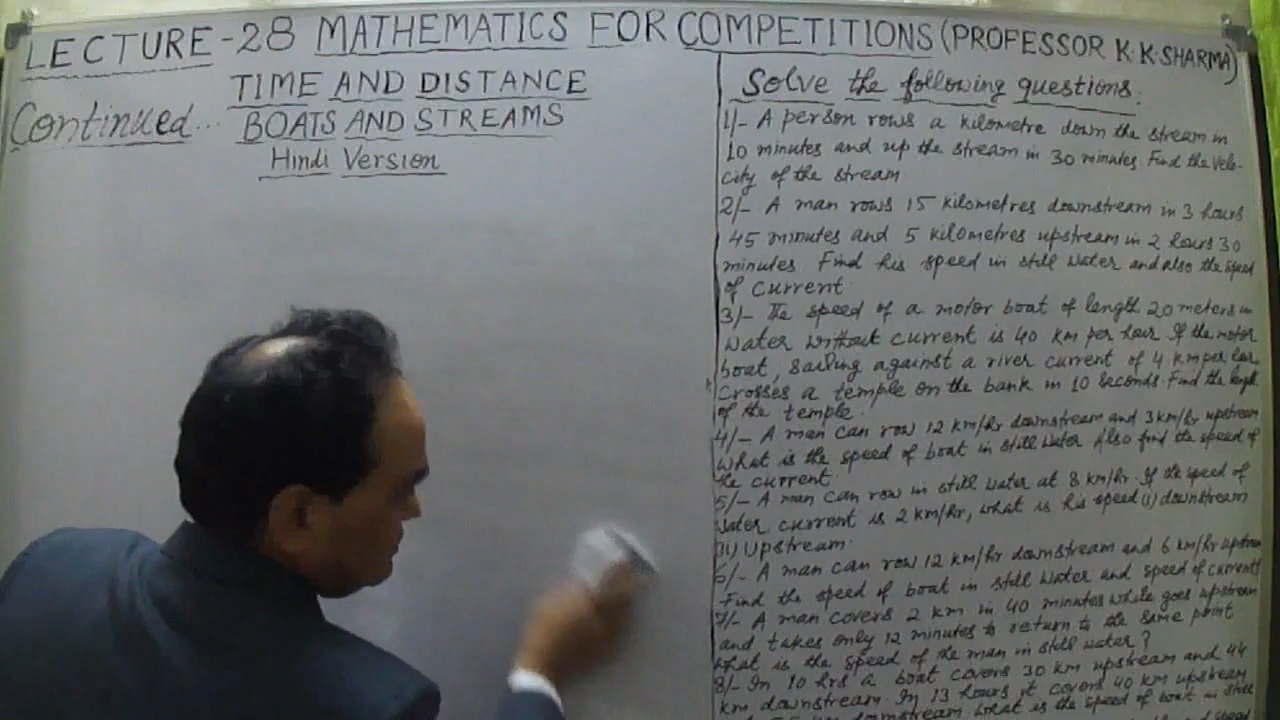 LECTURE-28 MATHEMATICS FOR COMPETITIONS (PROFESSOR K.K.SHARMA)
TIME AND DISTANCE
Continued... BOATS AND STREAMS
Hindi Version
Solve the following questions:
1/- A person rows a kilometre down the stream in
10 minutes and up the stream in 30 minutes. Find the velo-
city of the stream
2/- A man rows 15 kilometres downstream in 3 hours
45 minutes and 5 kilometres upstream in 2 hours 30
minutes Find his speed in still water and also the speed
of current
3/- The speed of a motor boat of length 20 meters in
water without current is 40 km per hour If the motor
boat, sailing against a river current of 4 km per
crosses a temple on the bank in 10 seconds. Find the length
of the temple.
4/- A man can row 12 km/hr downstream and 3 km/hr upstream
what is the speed of boat in still water Also find the speed of
the current.
5/- A man can row in still water at 8 km/hr. If the speed of
water current is 2 km/hr, what is his speed (i) downstream
(ii) Upstream.
6/- A man can row 12 km/hr downstream and 6 km/hr upstream
Find the speed of boat in still water and speed of current
7/- A man covers 2 km in 40 minutes while goes upstream
and takes only 12 minutes to return to the same point
what is the speed of the man in still water?
8/- In 10 hrs a boat covers 30 km upstream and 44
km downstream. In 13 hours it covers 40 km upstream
km downstream. what is the speed of boat in still